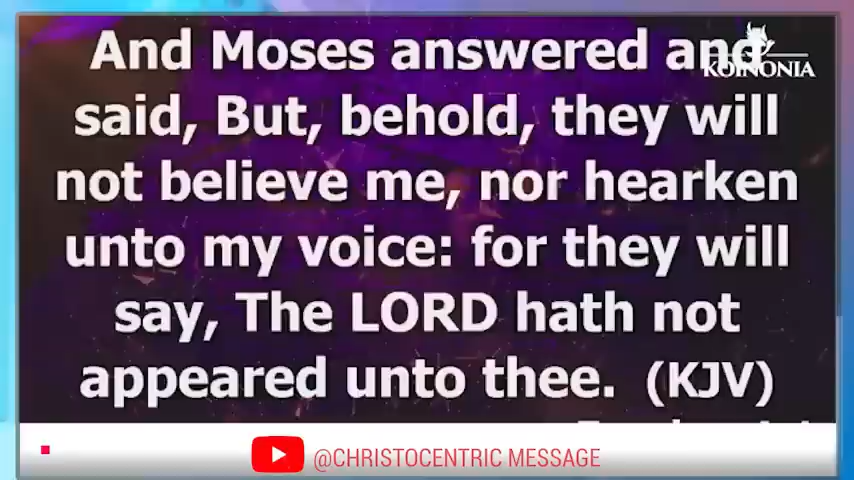 And Moses answered and
said, But, behold, they will
not believe me, nor hearken
unto my voice: for they will
say, The LORD hath not
appeared unto thee. (KJV)
KOINONIA
@CHRISTOCENTRIC MESSAGE